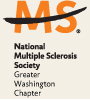 MS®
National
Multiple Sclerosis
Society
Greater
Washington
Chapter